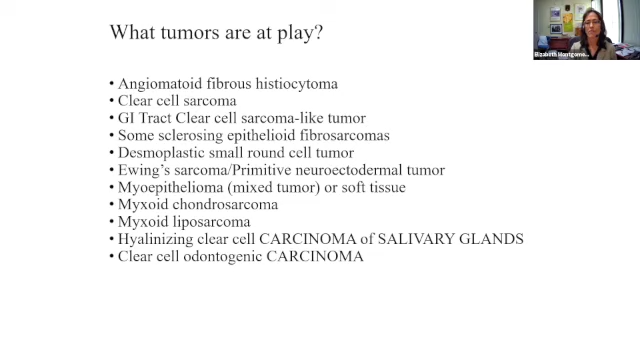 What tumors are at play?
• Angiomatoid fibrous histiocytoma
• Clear cell sarcoma
• GI Tract Clear cell sarcoma-like tumor
• Some sclerosing epithelioid fibrosarcomas
• Desmoplastic small round cell tumor
• Ewing's sarcoma/Primitive neuroectodermal tumor
• Myoepithelioma (mixed tumor) or soft tissue
• Myxoid chondrosarcoma
• Myxoid liposarcoma
• Hyalinizing clear cell CARCINOMA of SALIVARY GLANDS
• Clear cell odontogenic CARCINOMA
Elizabeth Montgome...